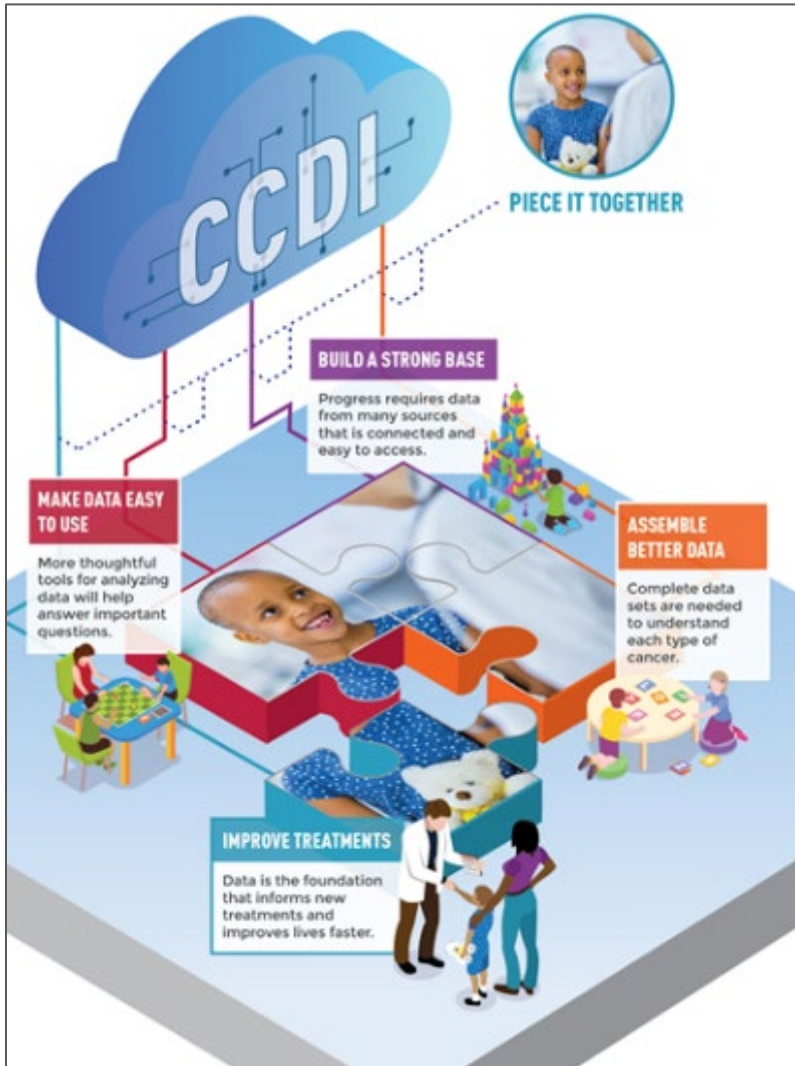 CCDI
PIECE IT TOGETHER
BUILD A STRONG BASE
Progress requires data
from many sources
that is connected and
easy to access.
MAKE DATA EASY
TO USE
More thoughtful
tools for analyzing
data will help
answer important
questions.
ASSEMBLE
BETTER DATA
Complete data
sets are needed
to understand
each type of
cancer.
IMPROVE TREATMENTS
Data is the foundation
that informs new
treatments and
improves lives faster.